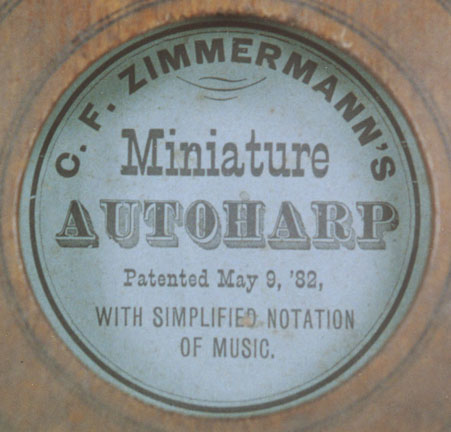 C. F. ZIMMERMANN'S
Miniature
AUTOHARP
Patented May 9, '82,
WITH SIMPLIFIED NOTATION
OF MUSIC.